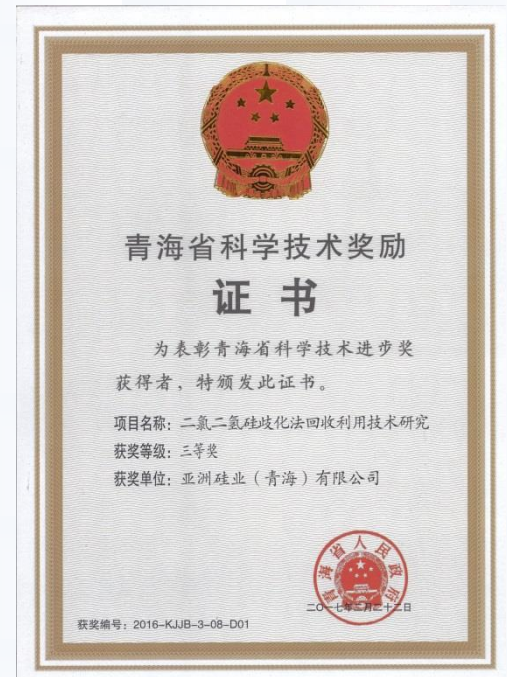 青海省科学技术奖励
证书
为表彰青海省科学技术进步奖
获得者，特颁发此证书。
项目名称：二氯二氢硅歧化法回收利用技术研究
获奖等级：三等奖
获奖单位：亚洲硅业（青海）有限公司
青海省人民政府
二〇一七年二月二十二日
获奖编号：2016-KJJB-3-08-D01